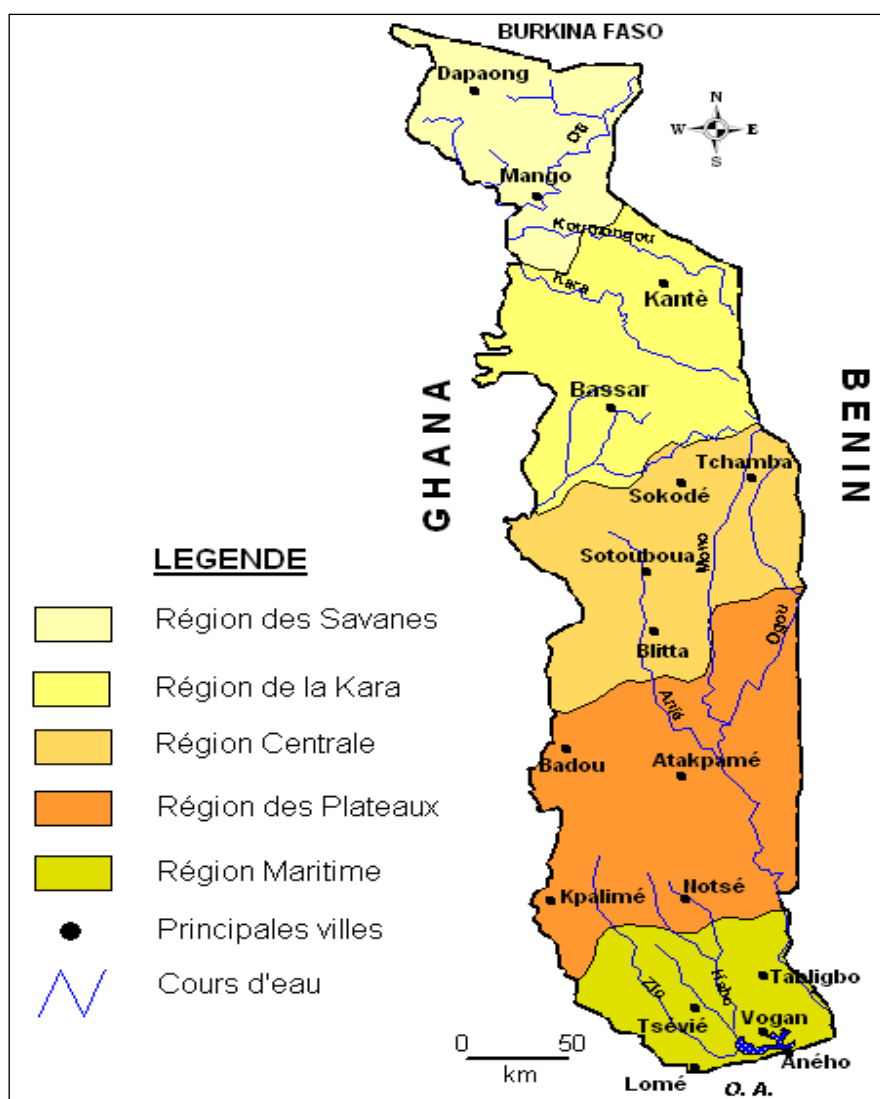 BURKINA FASO
Dapaong
N
W E
S
Oti
Mango
Koumongou
Kara
Kantè
GHANA
BENIN
Bassar
Tchamba
Sokodé
Sotouboua
Mono
Ogou
Blitta
Anié
Badou
Atakpamé
Kpalimé
Notsé
Zio
Haho
Tabligbo
Tsévié
Vogan
Aného
Lomé
O. A.
LEGENDE
Région des Savanes
Région de la Kara
Région Centrale
Région des Plateaux
Région Maritime
Principales villes
Cours d'eau
0 50
km